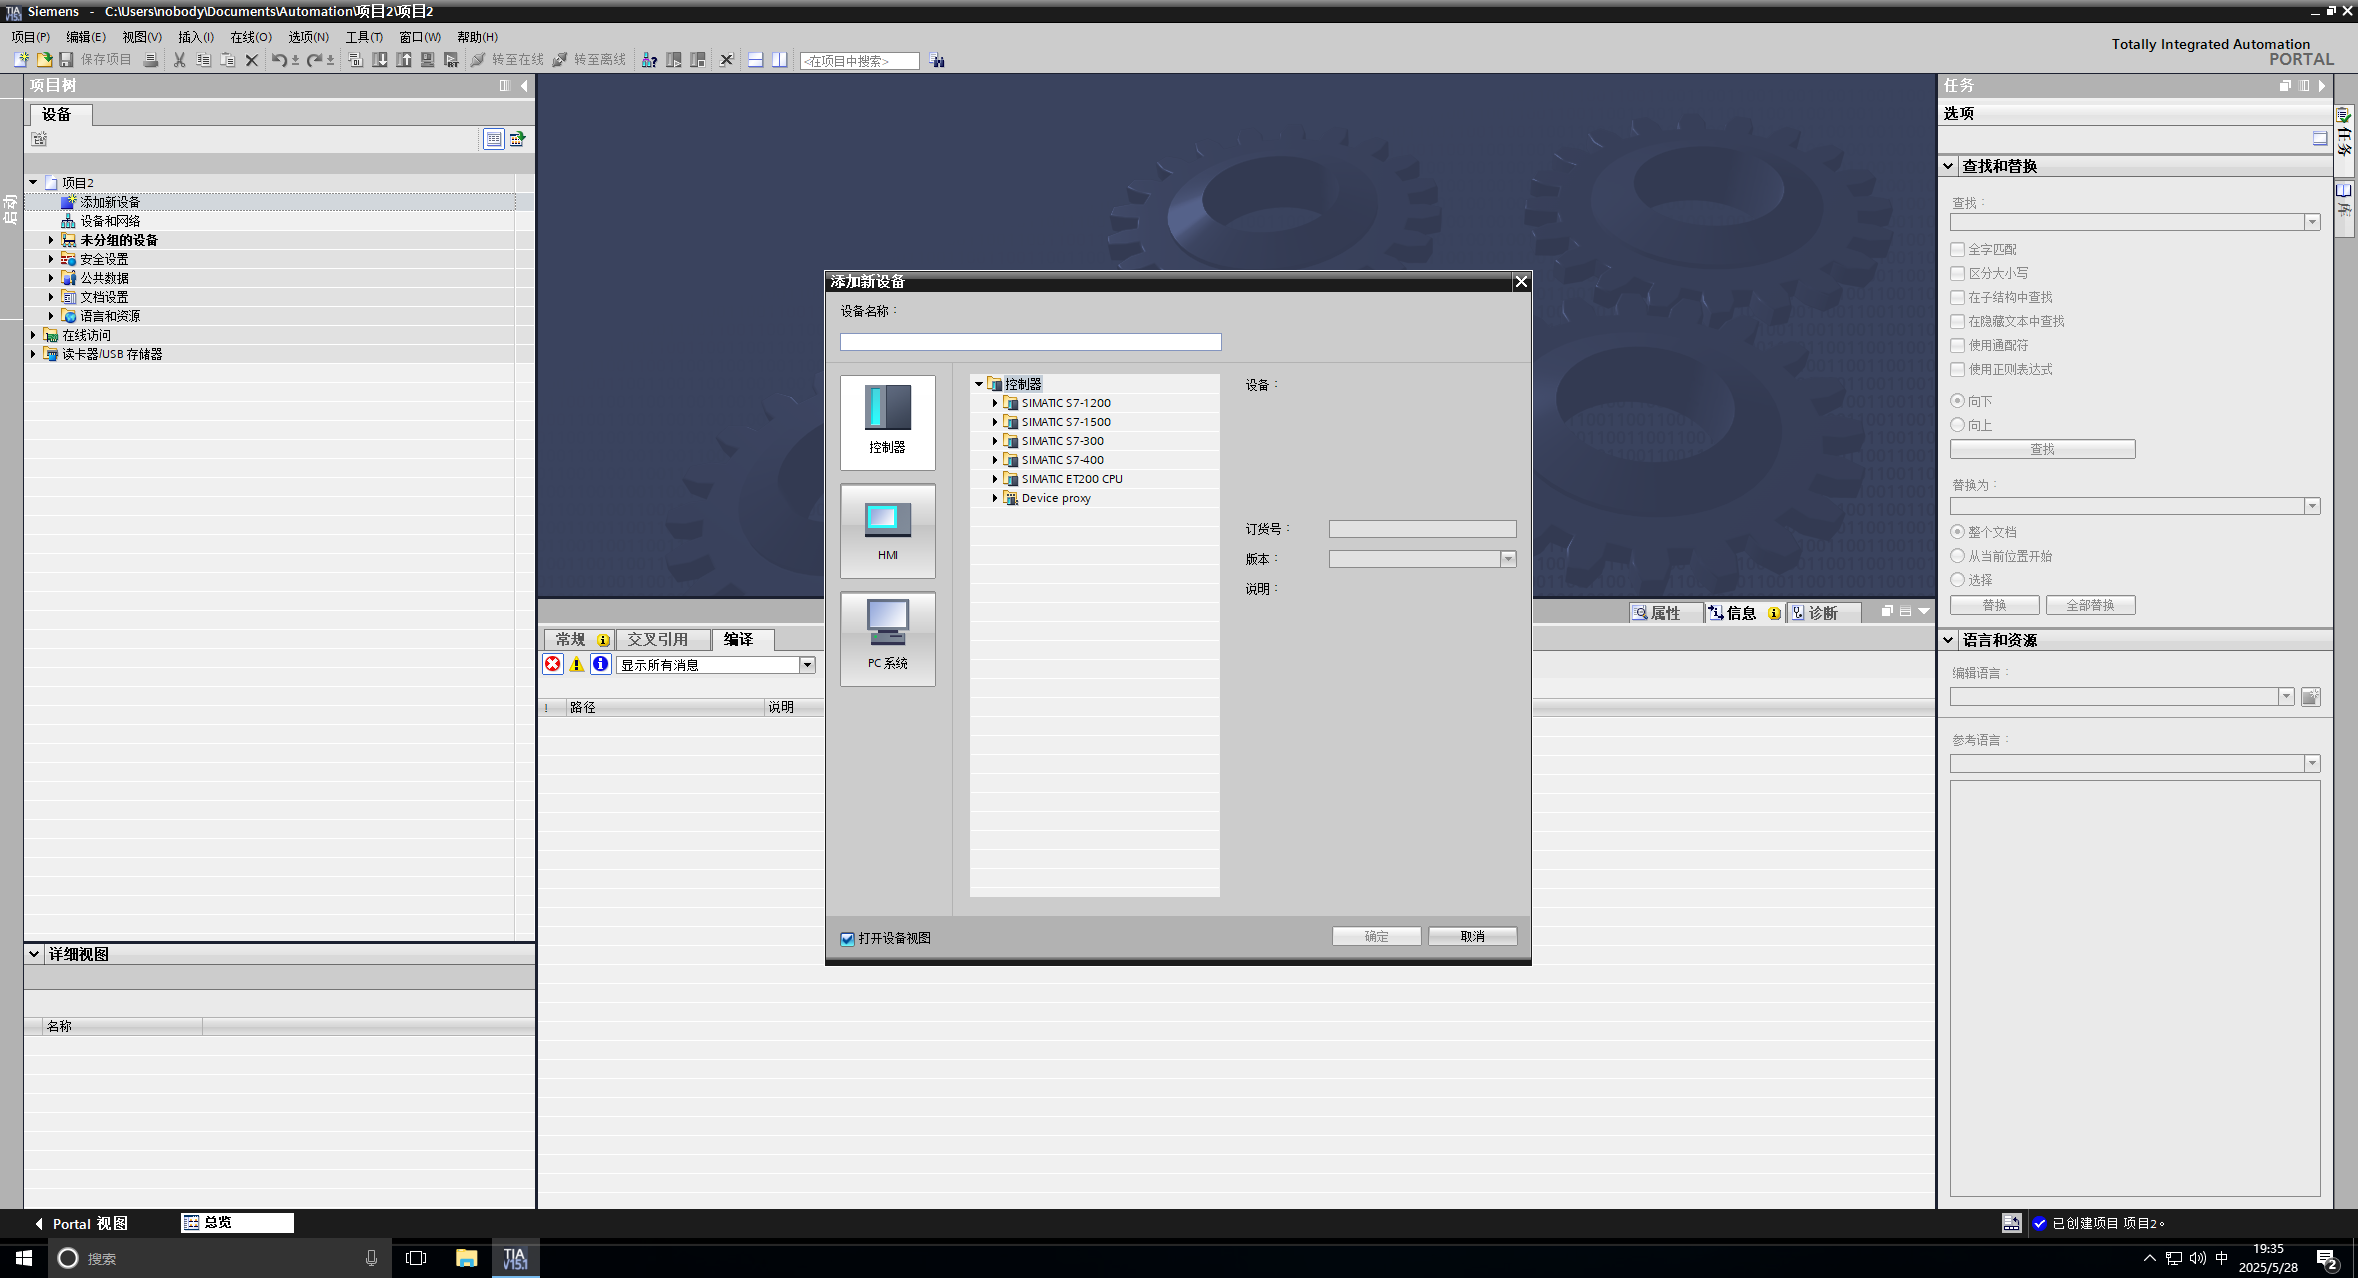 Siemens - C:\Users\nobody\Documents\Automation\项目2\项目2
项目(P) 编辑(E) 视图(V) 插入(I) 在线(O) 选项(N) 工具(T) 窗口(W) 帮助(H)
Totally Integrated Automation
PORTAL
保存项目 转至在线 转至离线 <在项目中搜索>
项目树
设备
启动
项目2
添加新设备
设备和网络
未分组的设备
安全设置
公共数据
文档设置
语言和资源
在线访问
读卡器/USB 存储器
详细视图
名称
添加新设备
设备名称：
控制器
HMI
PC 系统
控制器
SIMATIC S7-1200
SIMATIC S7-1500
SIMATIC S7-300
SIMATIC S7-400
SIMATIC ET200 CPU
Device proxy
设备：
订货号：
版本：
说明：
打开设备视图
确定
取消
属性 信息 诊断
常规 交叉引用 编译
显示所有消息
! 路径 说明
任务
选项
查找和替换
查找：
全字匹配
区分大小写
在子结构中查找
在隐藏文本中查找
使用通配符
使用正则表达式
向下
向上
查找
替换为：
整个文档
从当前位置开始
选择
替换 全部替换
语言和资源
编辑语言：
参考语言：
任务
库
Portal 视图 总览
已创建项目 项目2。
搜索
TIA
V15.1
中
19:35
2025/5/28
2